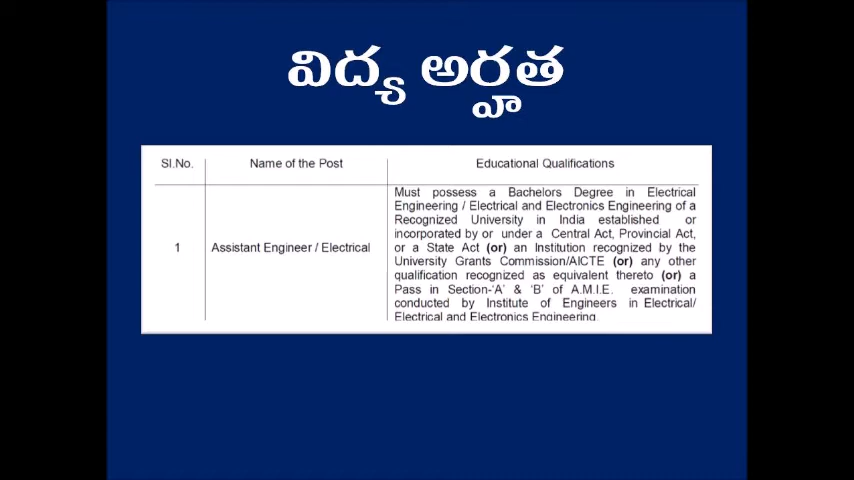 విద్య అర్హత
Sl.No. Name of the Post Educational Qualifications
Must possess a Bachelors Degree in Electrical
Engineering / Electrical and Electronics Engineering of a
Recognized University in India established or
incorporated by or under a Central Act, Provincial Act,
1 Assistant Engineer / Electrical or a State Act (or) an Institution recognized by the
University Grants Commission/AICTE (or) any other
qualification recognized as equivalent thereto (or) a
Pass in Section-'A' & 'B' of A.M.I.E. examination
conducted by Institute of Engineers in Electrical/
Electrical and Electronics Engineering.